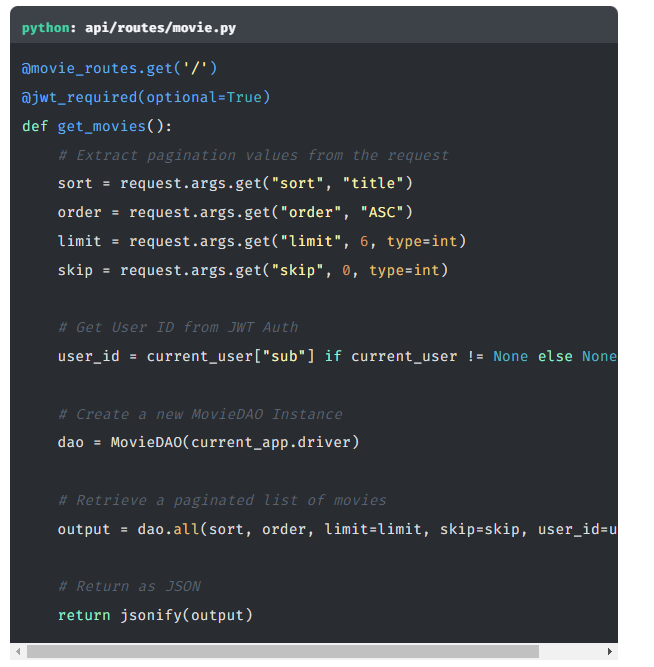 python: api/routes/movie.py
@movie_routes.get('/')
@jwt_required(optional=True)
def get_movies():
    # Extract pagination values from the request
    sort = request.args.get("sort", "title")
    order = request.args.get("order", "ASC")
    limit = request.args.get("limit", 6, type=int)
    skip = request.args.get("skip", 0, type=int)
    # Get User ID from JWT Auth
    user_id = current_user["sub"] if current_user != None else None
    # Create a new MovieDAO Instance
    dao = MovieDAO(current_app.driver)
    # Retrieve a paginated list of movies
    output = dao.all(sort, order, limit=limit, skip=skip, user_id=u
    # Return as JSON
    return jsonify(output)